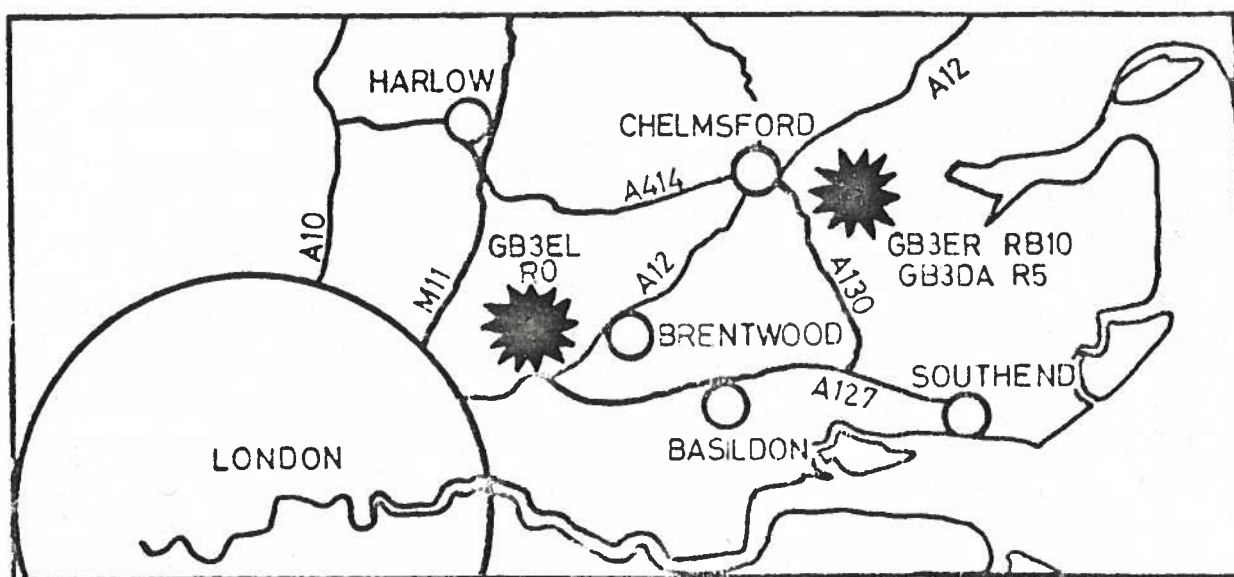 HARLOW
A12
CHELMSFORD
A414
A10
GB3EL
R0
M11
A12
GB3ER RB10
GB3DA R5
A130
BRENTWOOD
SOUTHEND
A127
BASILDON
LONDON